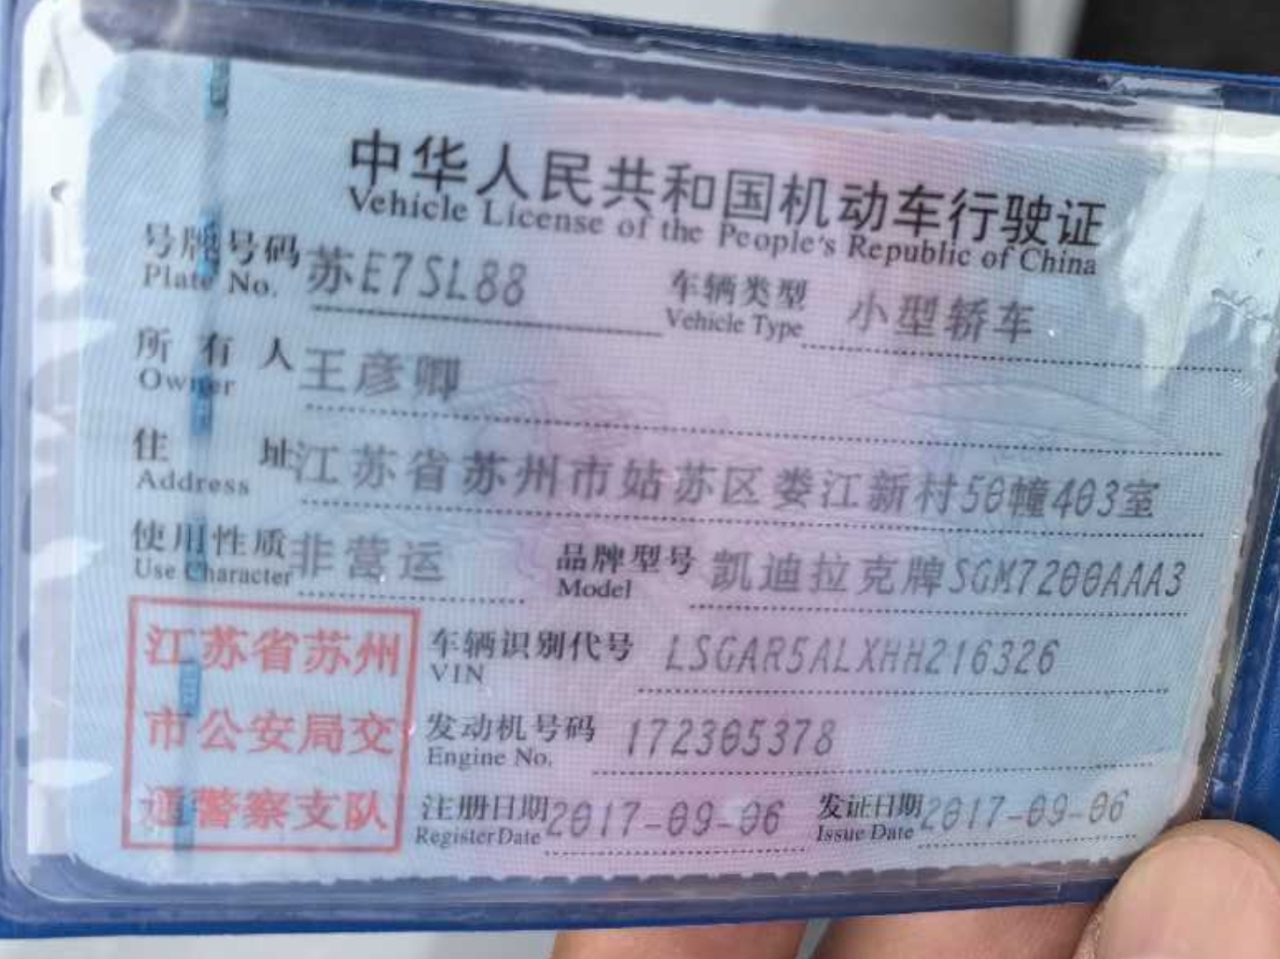 中华人民共和国机动车行驶证
Vehicle License of the People's Republic of China
号牌号码 苏E7SL88 车辆类型 小型轿车
Plate No. Vehicle Type
所有人 王彦卿
Owner
住址 江苏省苏州市姑苏区娄江新村50幢403室
Address
使用性质 非营运 品牌型号 凯迪拉克牌SGM7200AAA3
Use Character Model
江苏省苏州
市公安局交
通警察支队
车辆识别代号 LSGAR5ALXHH216326
VIN
发动机号码 172305378
Engine No.
注册日期 2017-09-06 发证日期 2017-09-06
Register Date Issue Date